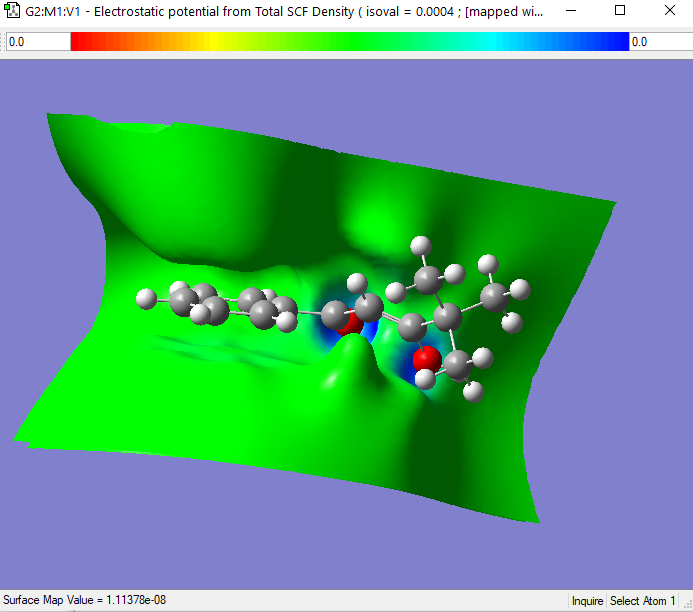 G2:M1:V1 - Electrostatic potential from Total SCF Density ( isoval = 0.0004 ; [mapped wi...
0.0 0.0
Surface Map Value = 1.11378e-08 Inquire Select Atom 1